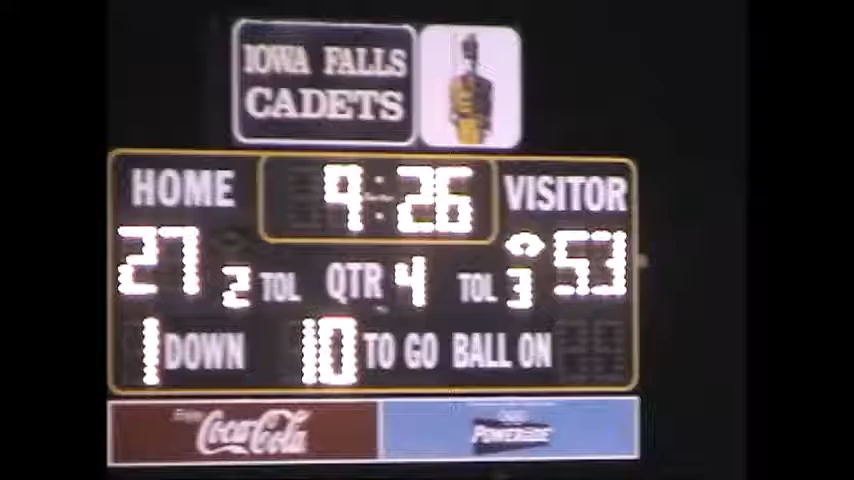 IOWA FALLS
CADETS
HOME 9:26 VISITOR
27 2 TOL QTR 4 TOL 3 53
1 DOWN 10 TO GO BALL ON
Enjoy
Coca-Cola
POWERADE